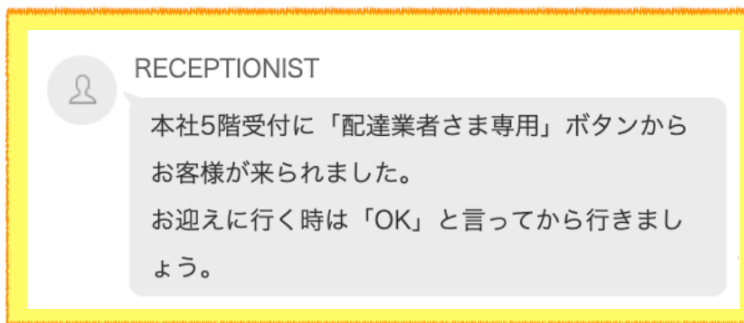 RECEPTIONIST
本社5階受付に「配達業者さま専用」ボタンから
お客様が来られました。
お迎えに行く時は「OK」と言ってから行きまし
ょう。